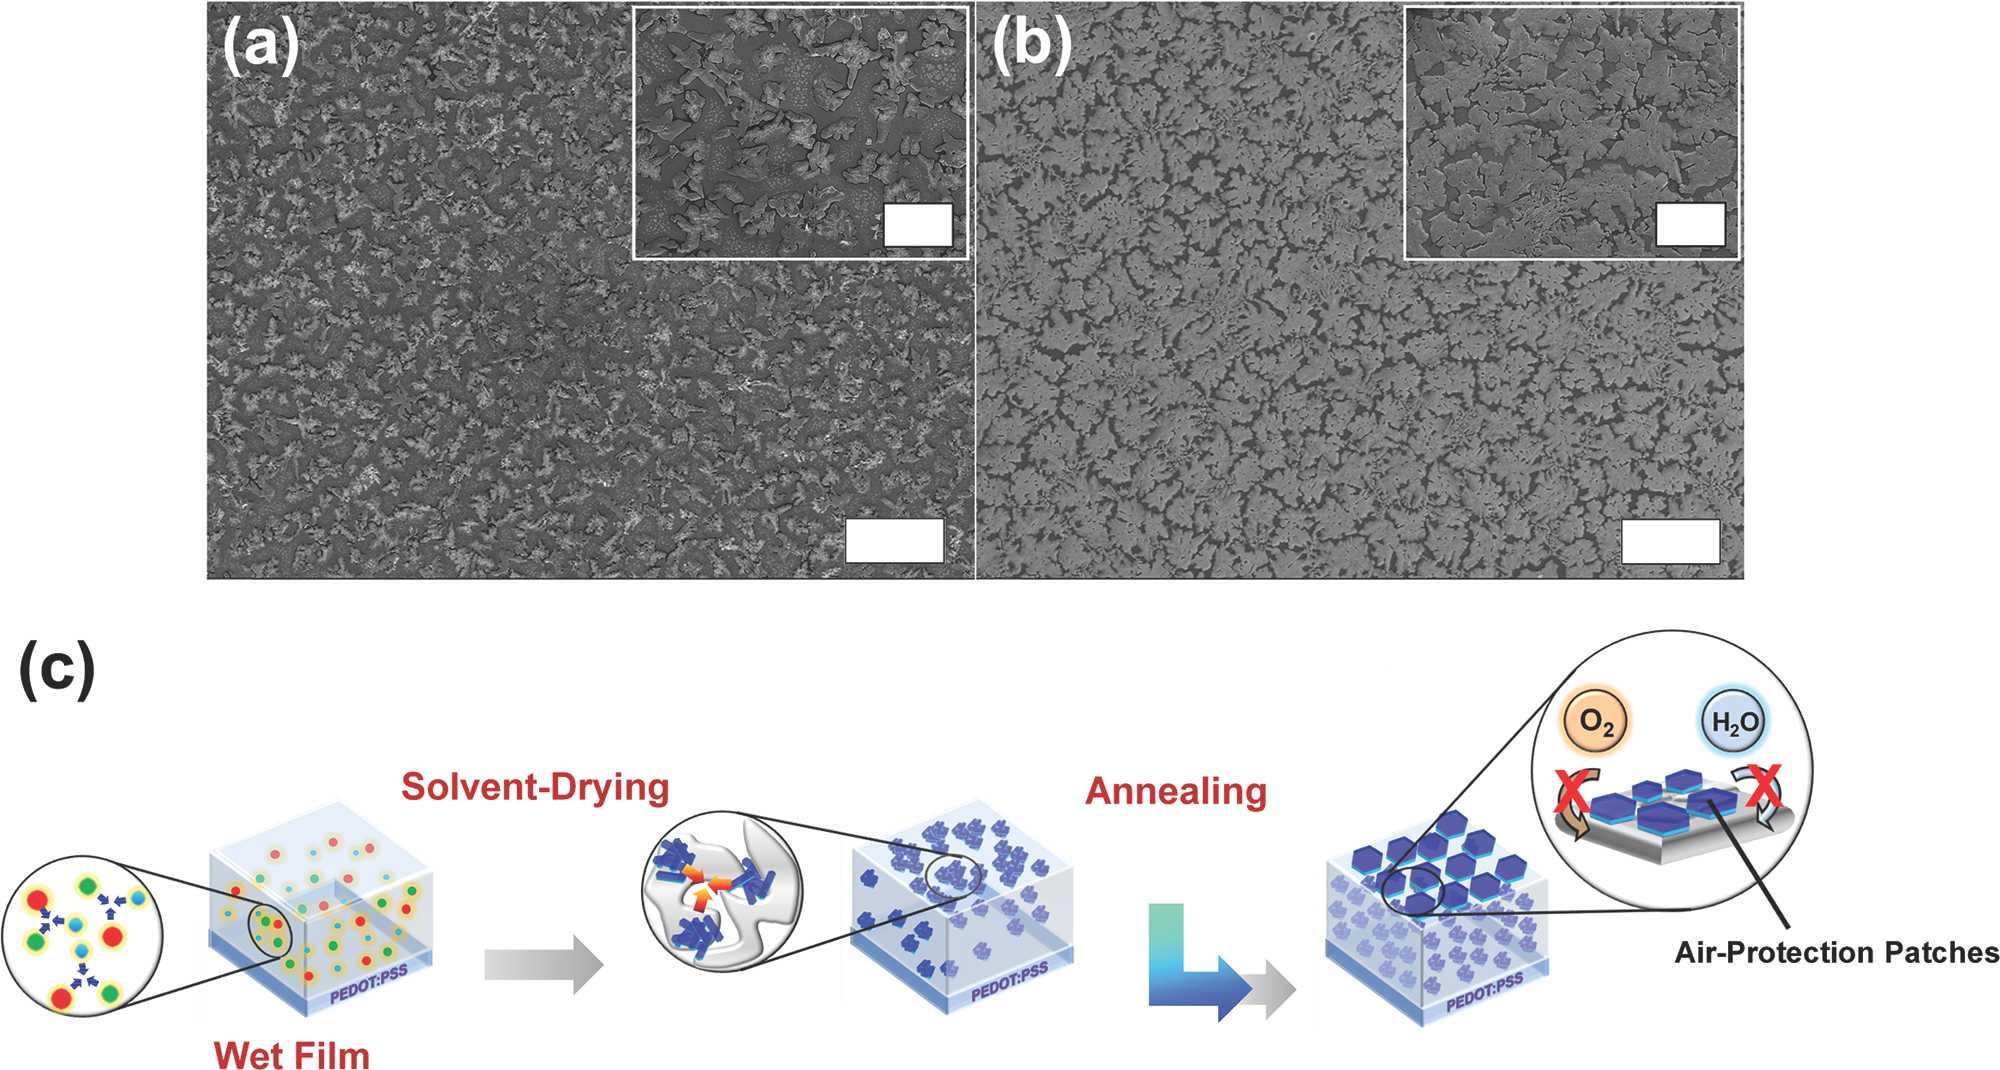 (a)
(b)
(c)
O2
H2O
X
X
Solvent-Drying
Annealing
Air-Protection Patches
PEDOT:PSS
PEDOT:PSS
PEDOT:PSS
Wet Film